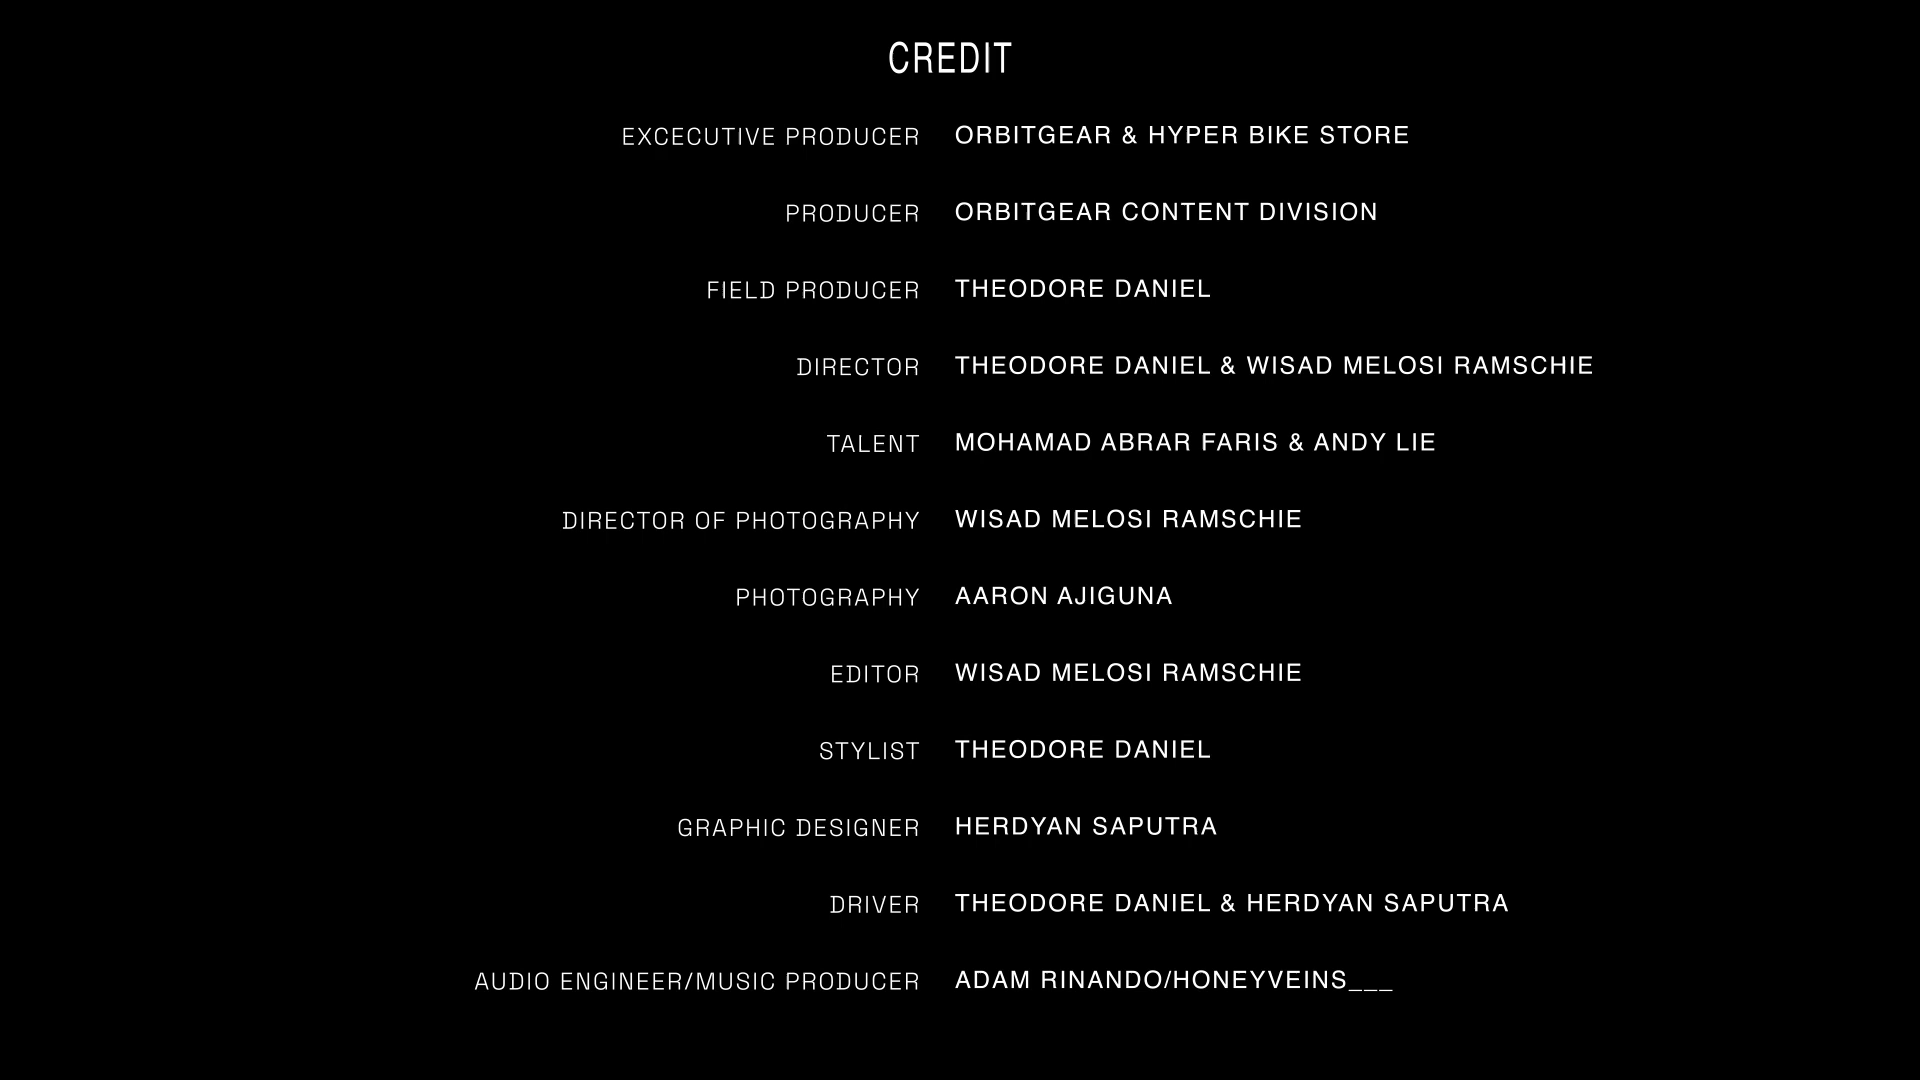 CREDIT
EXCECUTIVE PRODUCER ORBITGEAR & HYPER BIKE STORE
PRODUCER ORBITGEAR CONTENT DIVISION
FIELD PRODUCER THEODORE DANIEL
DIRECTOR THEODORE DANIEL & WISAD MELOSI RAMSCHIE
TALENT MOHAMAD ABRAR FARIS & ANDY LIE
DIRECTOR OF PHOTOGRAPHY WISAD MELOSI RAMSCHIE
PHOTOGRAPHY AARON AJIGUNA
EDITOR WISAD MELOSI RAMSCHIE
STYLIST THEODORE DANIEL
GRAPHIC DESIGNER HERDYAN SAPUTRA
DRIVER THEODORE DANIEL & HERDYAN SAPUTRA
AUDIO ENGINEER/MUSIC PRODUCER ADAM RINANDO/HONEYVEINS___